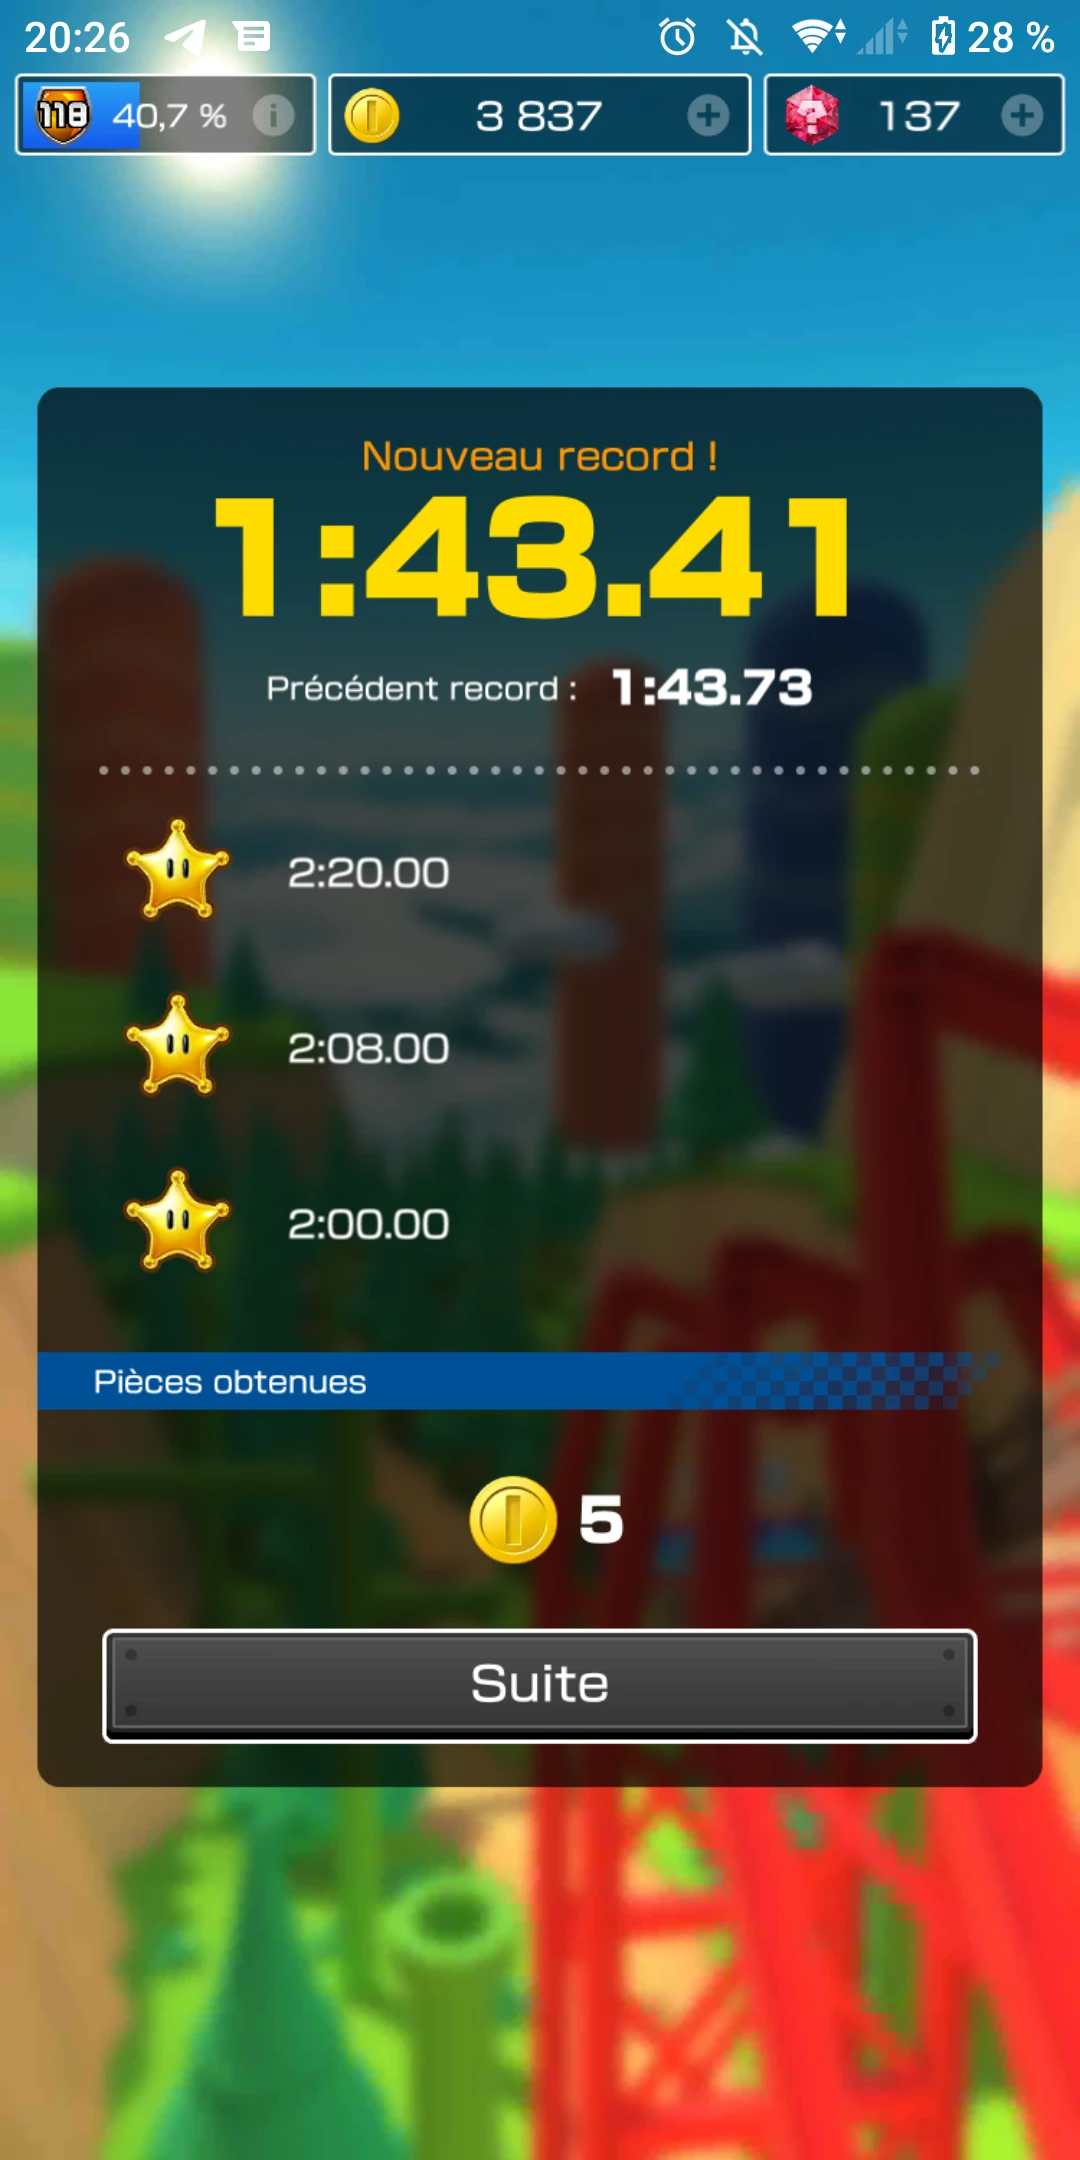 20:26 28 %
118 40,7 % i 3 837 + 137 +
Nouveau record !
1:43.41
Précédent record : 1:43.73
2:20.00
2:08.00
2:00.00
Pièces obtenues
5
Suite